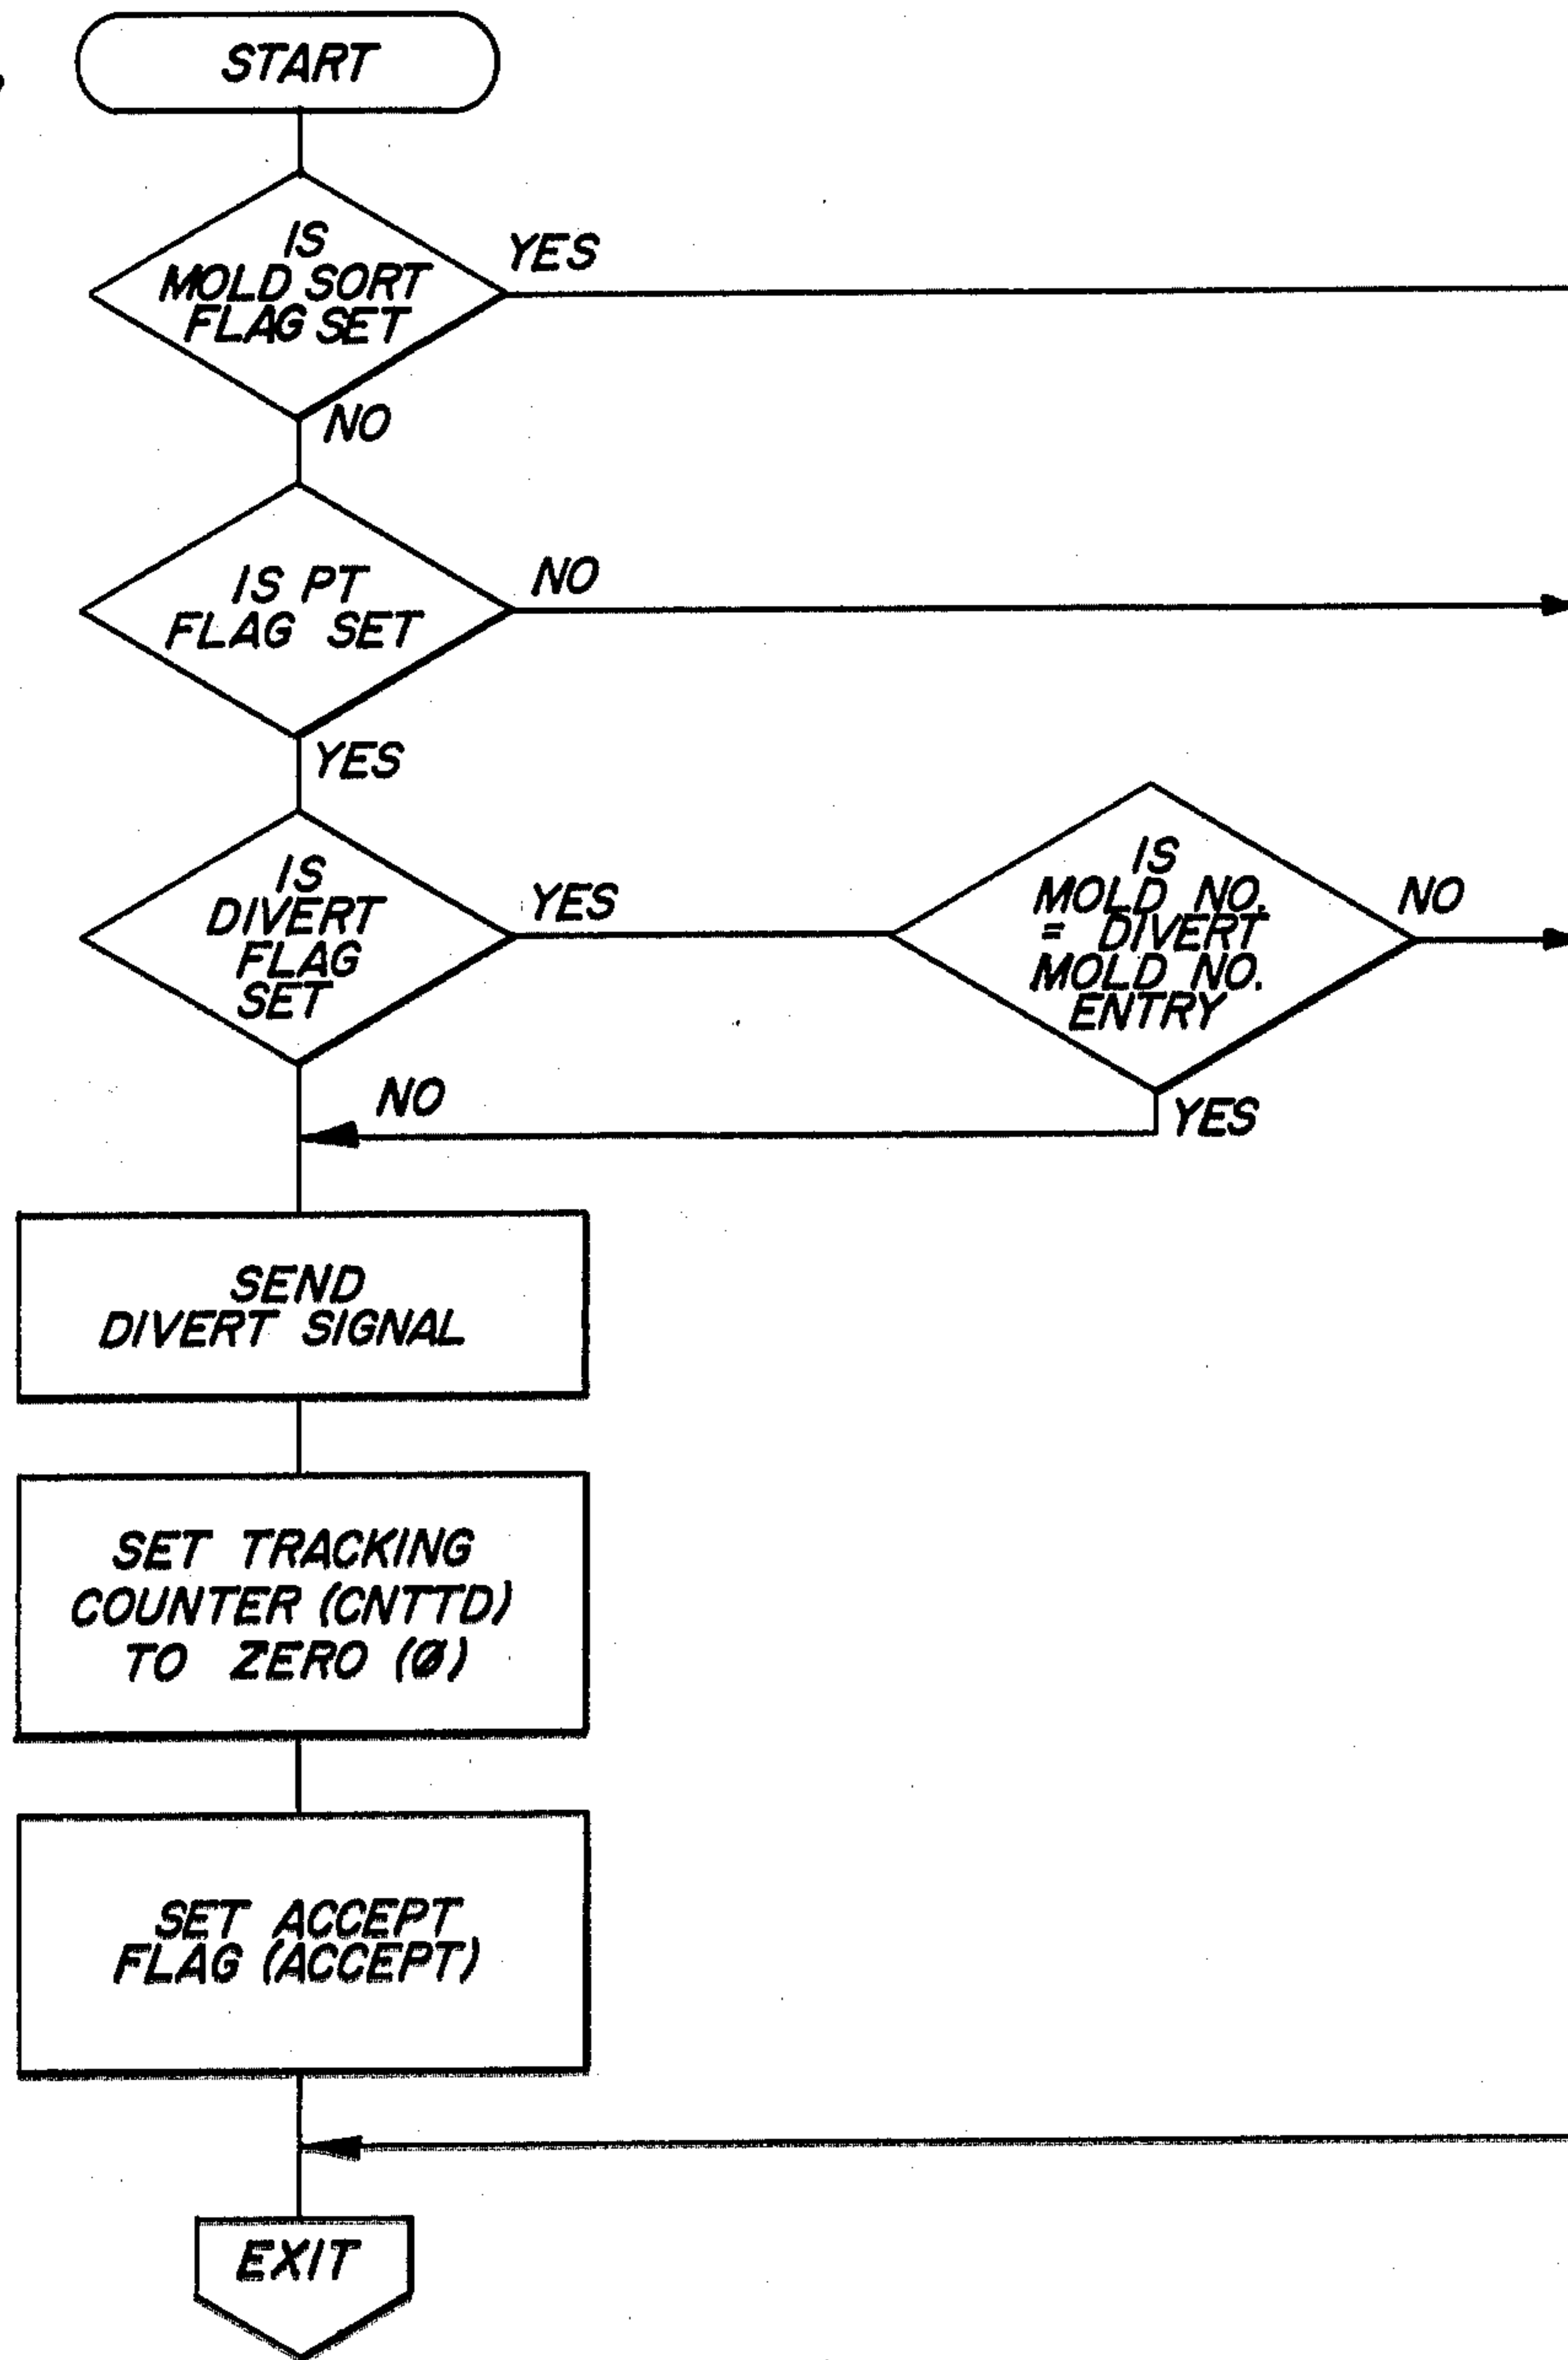 START
IS
MOLD SORT
FLAG SET
YES
NO
IS PT
FLAG SET
NO
YES
IS
DIVERT
FLAG
SET
YES
NO
IS
MOLD NO.
= DIVERT
MOLD NO.
ENTRY
NO
YES
SEND
DIVERT SIGNAL
SET TRACKING
COUNTER (CNTTD)
TO ZERO (Ø)
SET ACCEPT
FLAG (ACCEPT)
EXIT